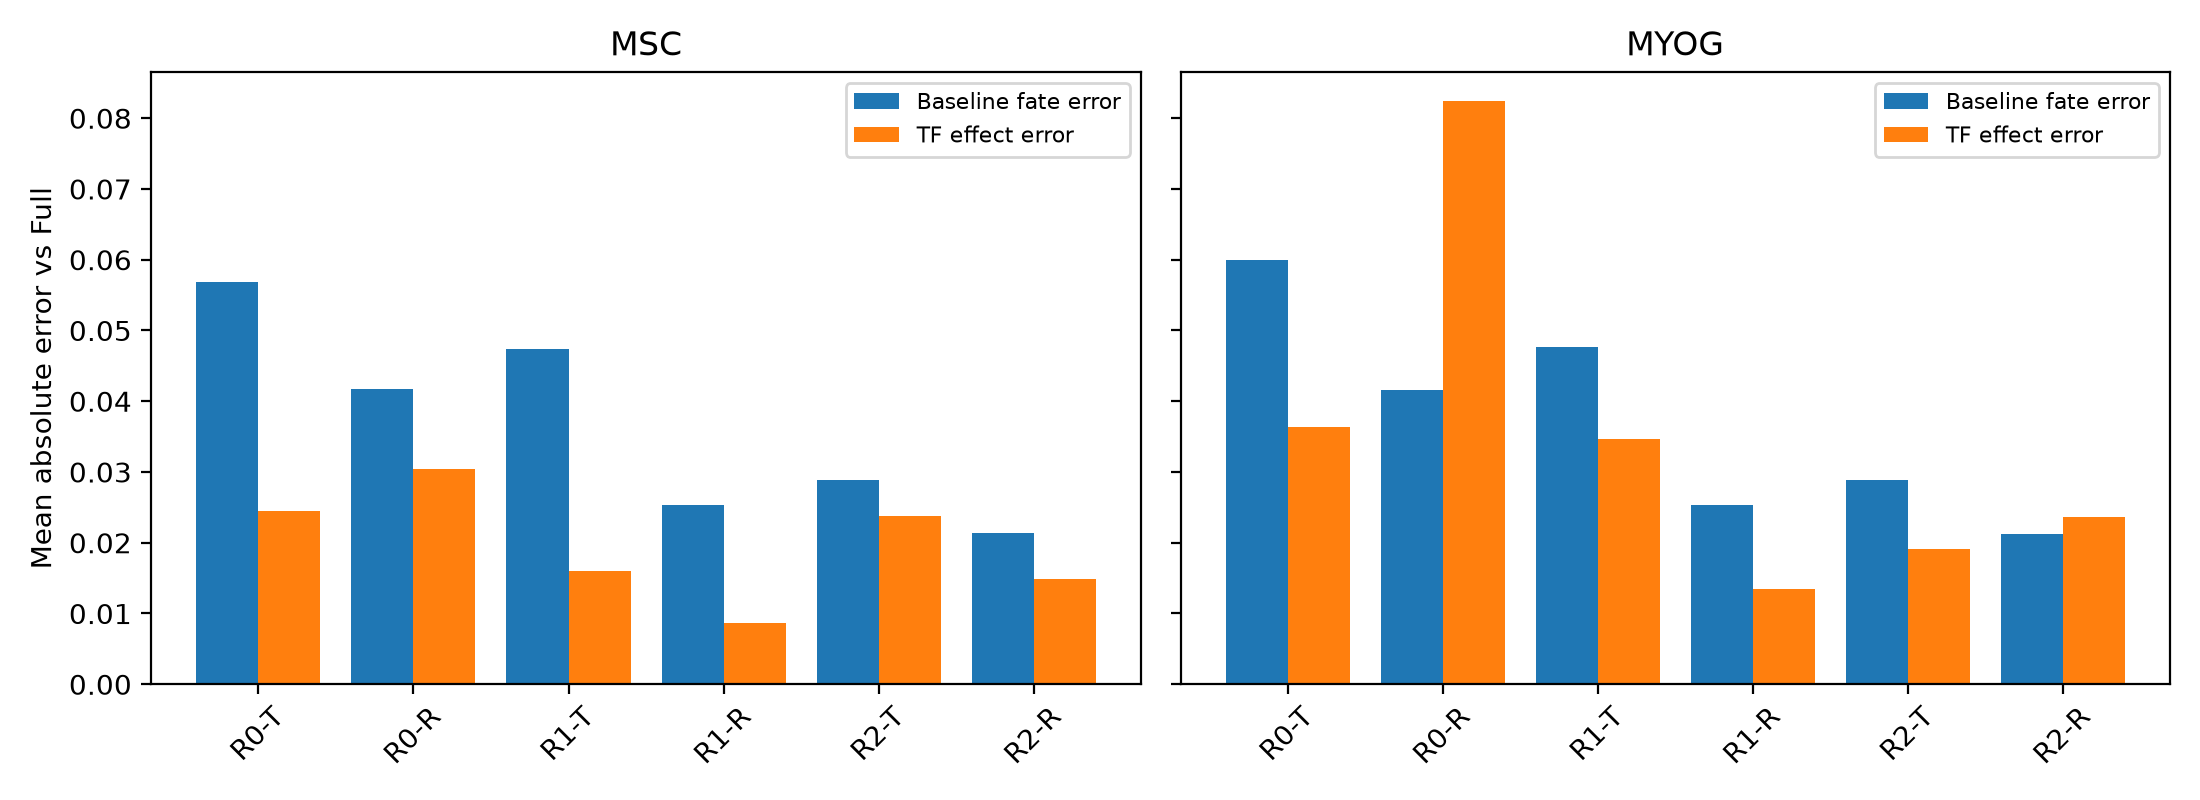 MSC
Baseline fate error
TF effect error
Mean absolute error vs Full
0.08
0.07
0.06
0.05
0.04
0.03
0.02
0.01
0.00
R0-T
R0-R
R1-T
R1-R
R2-T
R2-R
MYOG
Baseline fate error
TF effect error
R0-T
R0-R
R1-T
R1-R
R2-T
R2-R